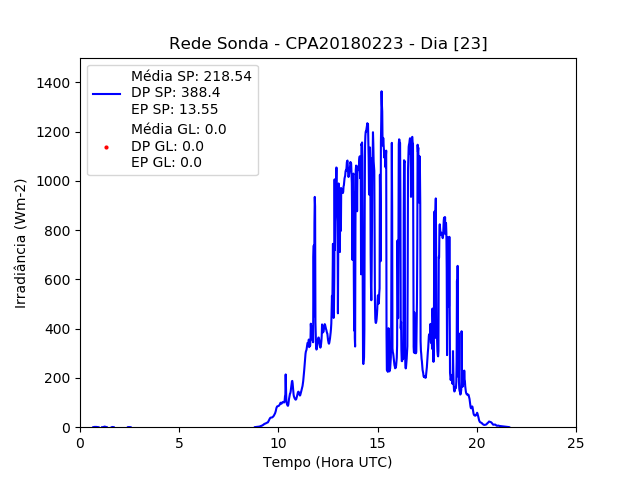 Rede Sonda - CPA20180223 - Dia [23]
Média SP: 218.54
DP SP: 388.4
EP SP: 13.55
Média GL: 0.0
DP GL: 0.0
EP GL: 0.0
Irradiância (Wm-2)
1400
1200
1000
800
600
400
200
0
0 5 10 15 20 25
Tempo (Hora UTC)